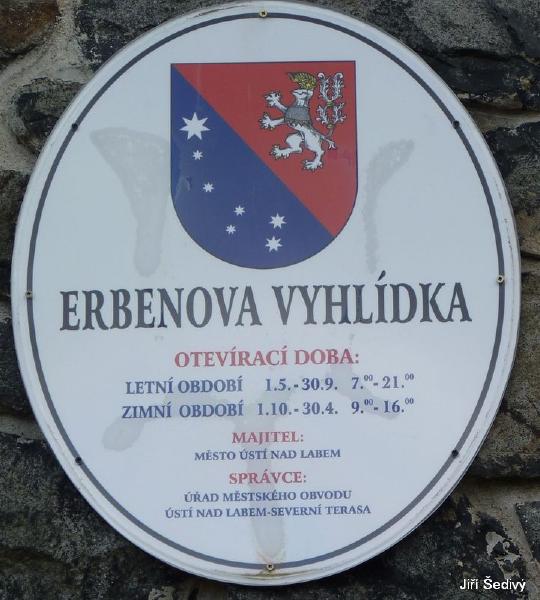 ERBENOVA VYHLÍDKA
OTEVÍRACÍ DOBA:
LETNÍ OBDOBÍ 1.5.-30.9. 7.00-21.00
ZIMNÍ OBDOBÍ 1.10.-30.4. 9.00-16.00
MAJITEL:
MĚSTO ÚSTÍ NAD LABEM
SPRÁVCE:
ÚŘAD MĚSTSKÉHO OBVODU
ÚSTÍ NAD LABEM-SEVERNÍ TERASA
Jiří Šedivý